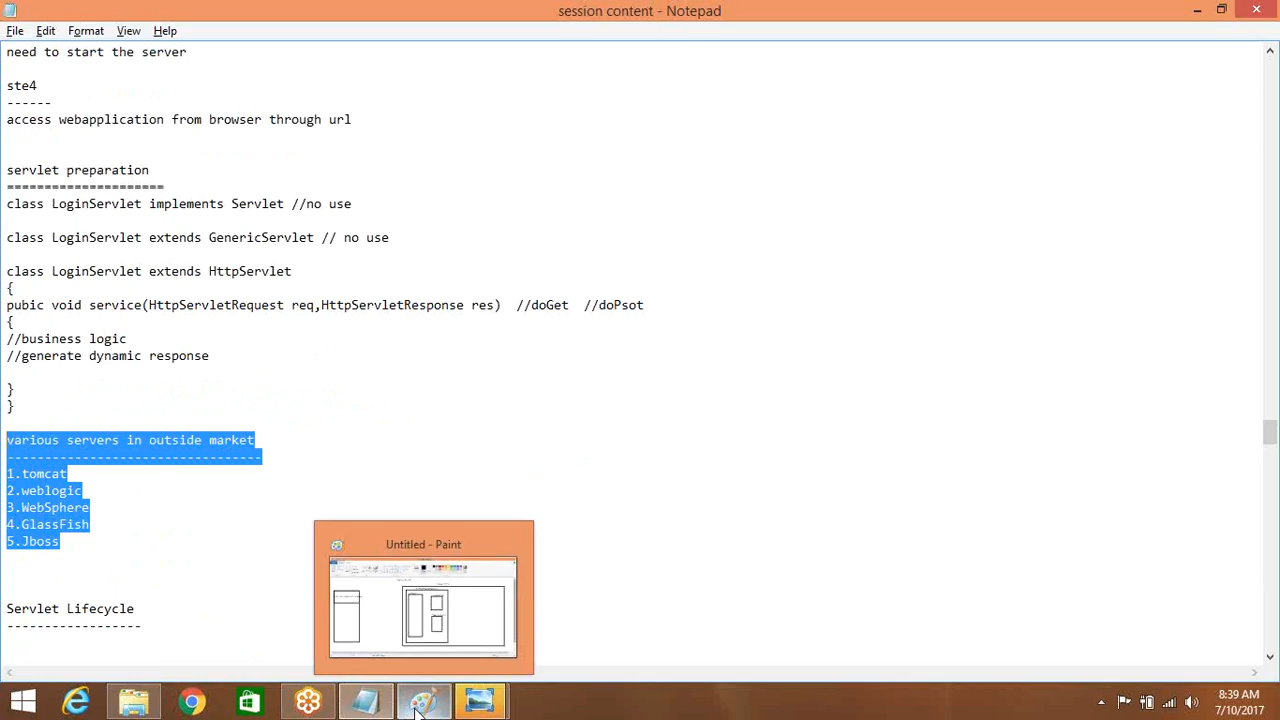 session content - Notepad
File Edit Format View Help
need to start the server
ste4
------
access webapplication from browser through url
servlet preparation
=====================
class LoginServlet implements Servlet //no use
class LoginServlet extends GenericServlet // no use
class LoginServlet extends HttpServlet
{
pubic void service(HttpServletRequest req,HttpServletResponse res)  //doGet  //doPsot
{
//business logic
//generate dynamic response
}
}
various servers in outside market
----------------------------------
1.tomcat
2.weblogic
3.WebSphere
4.GlassFish
5.Jboss
Untitled - Paint
Servlet Lifecycle
------------------
8:39 AM
7/10/2017